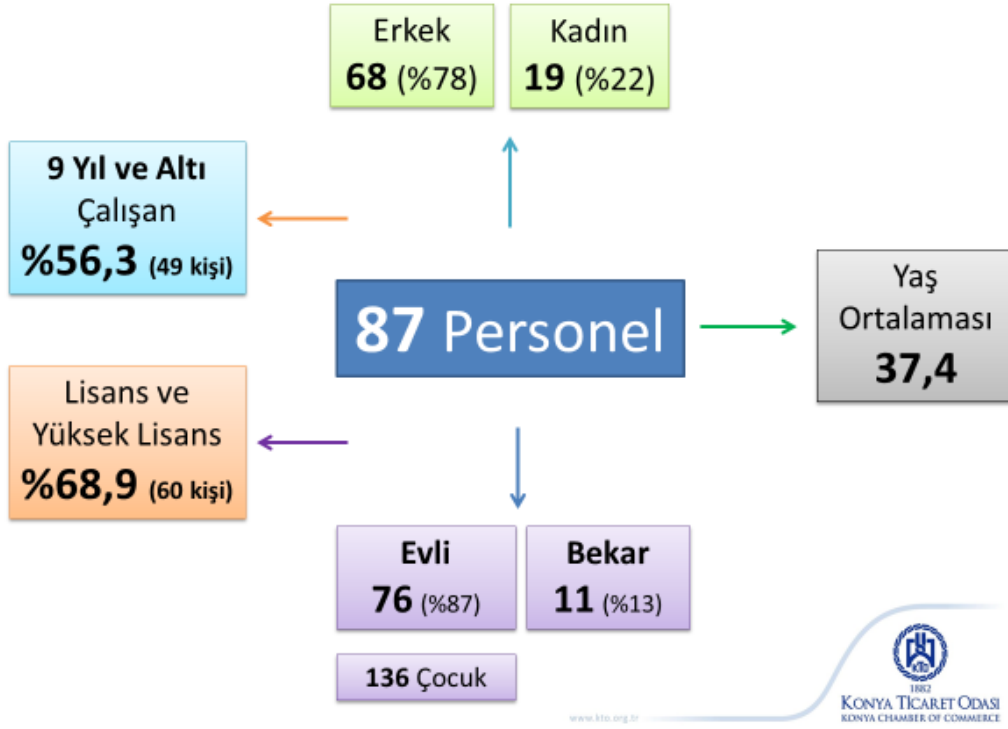 Erkek
68 (%78)
Kadın
19 (%22)
9 Yıl ve Altı
Çalışan
%56,3 (49 kişi)
87 Personel
Yaş
Ortalaması
37,4
Lisans ve
Yüksek Lisans
%68,9 (60 kişi)
Evli
76 (%87)
Bekar
11 (%13)
136 Çocuk
www.kto.org.tr
KTO
1882
KONYA TİCARET ODASI
KONYA CHAMBER OF COMMERCE